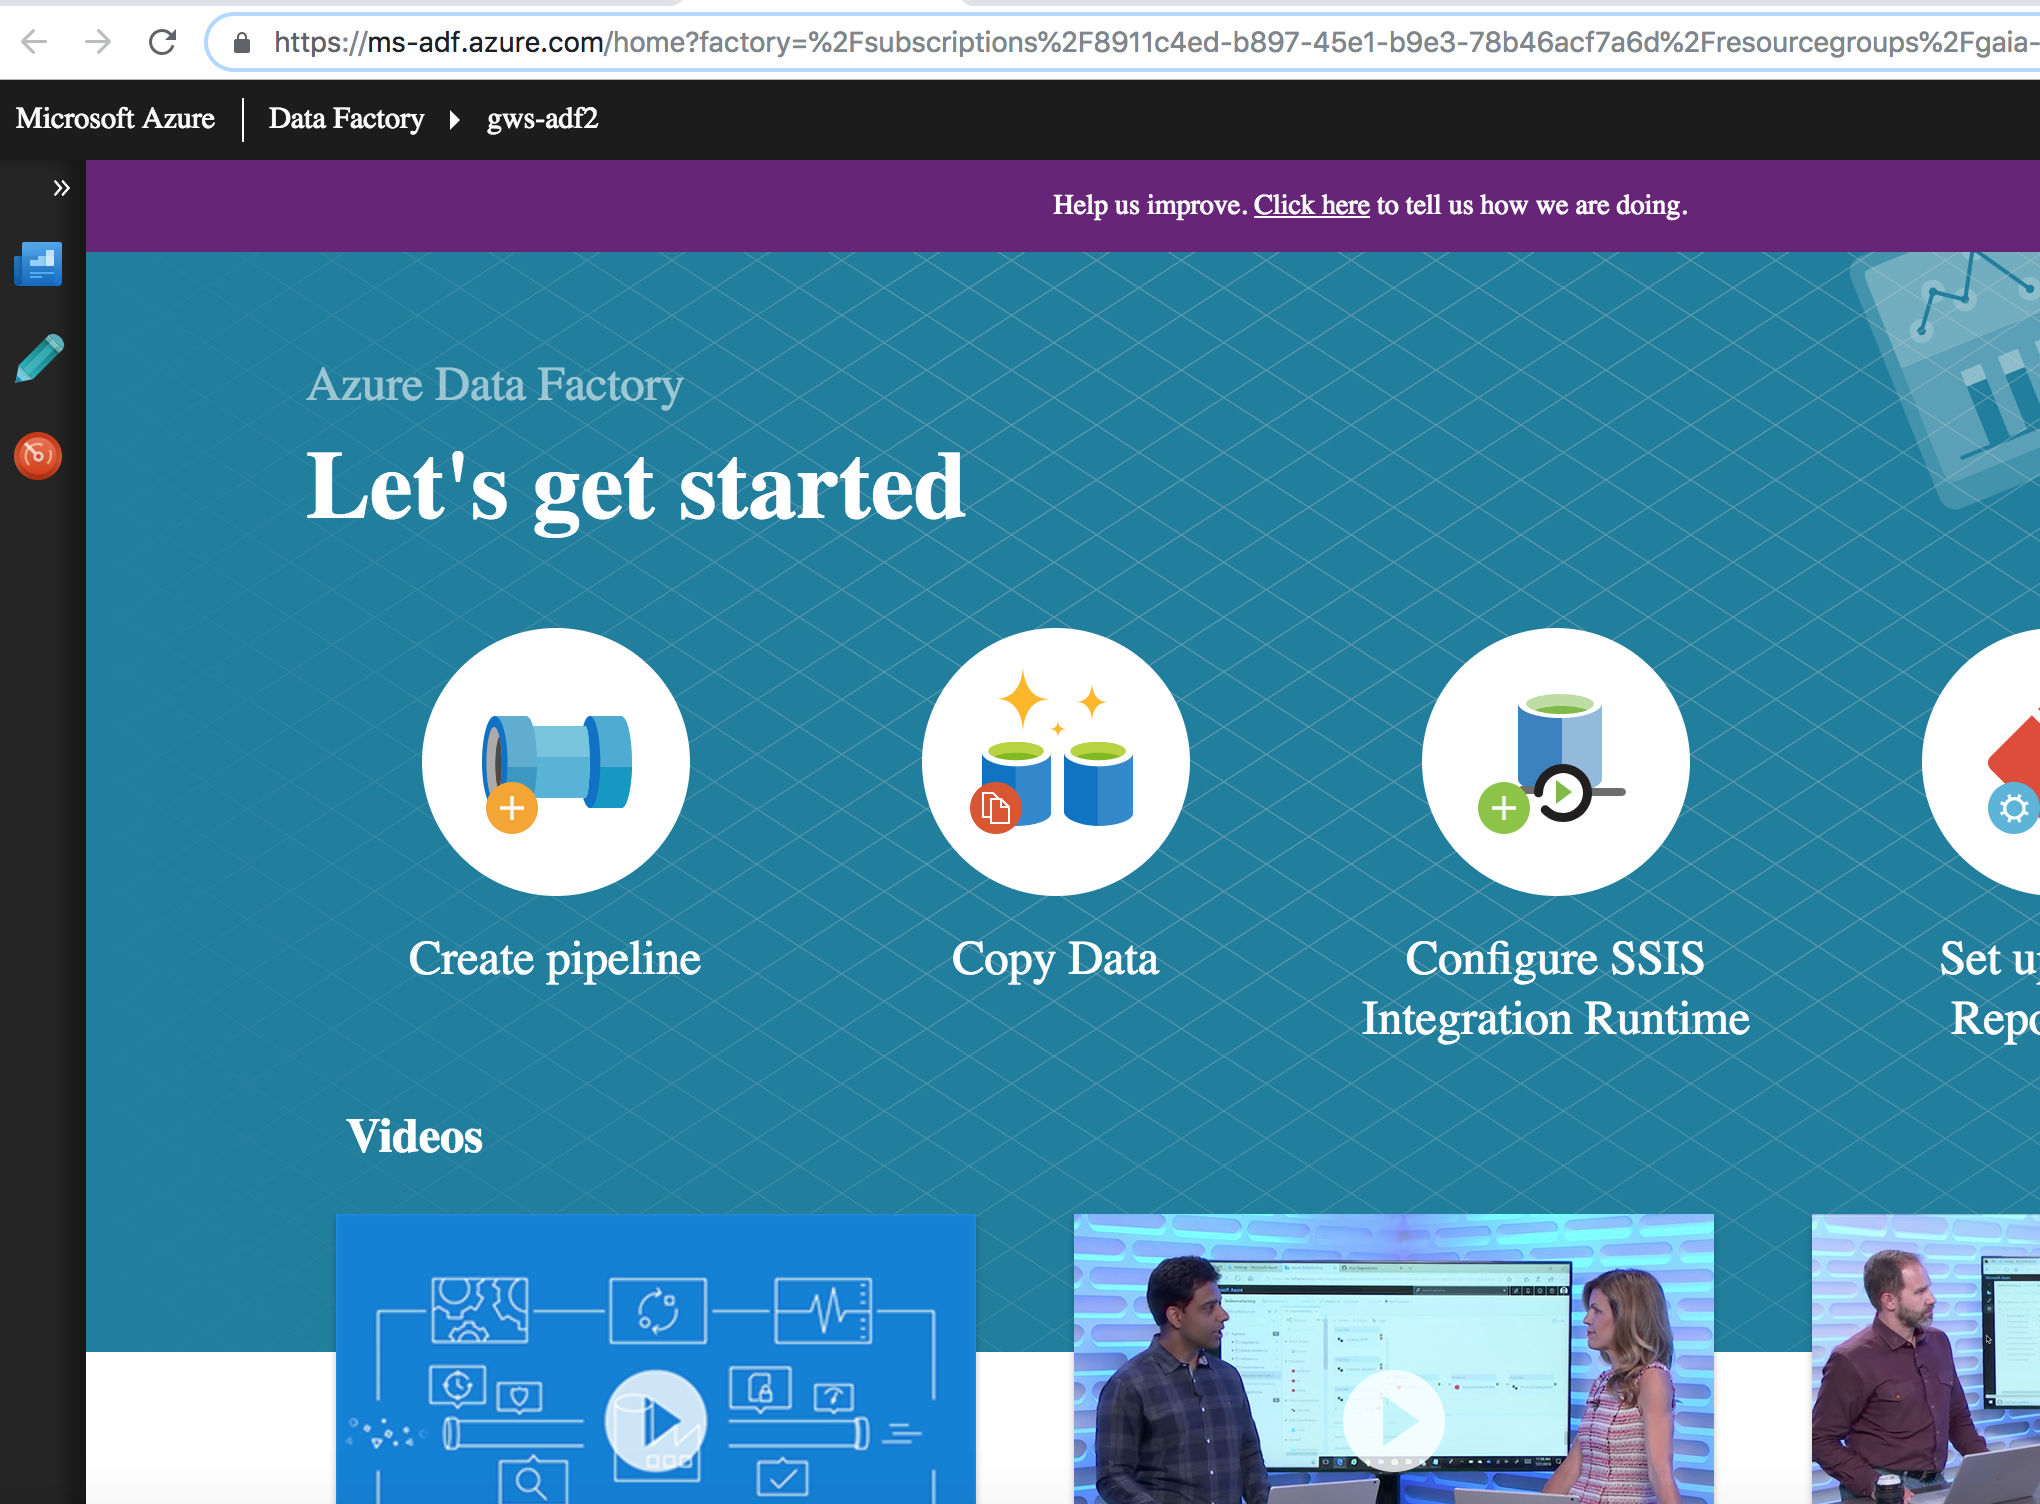 https://ms-adf.azure.com/home?factory=%2Fsubscriptions%2F8911c4ed-b897-45e1-b9e3-78b46acf7a6d%2Fresourcegroups%2Fgaia-
Microsoft Azure Data Factory gws-adf2
Help us improve. Click here to tell us how we are doing.
Azure Data Factory
Let's get started
Create pipeline
Copy Data
Configure SSIS
Integration Runtime
Set
Videos